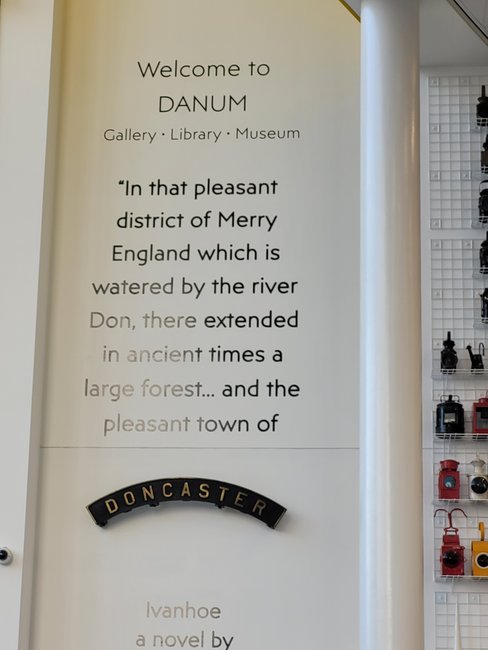 Welcome to
DANUM
Gallery · Library · Museum
“In that pleasant
district of Merry
England which is
watered by the river
Don, there extended
in ancient times a
large forest... and the
pleasant town of
DONCASTER
Ivanhoe
a novel by